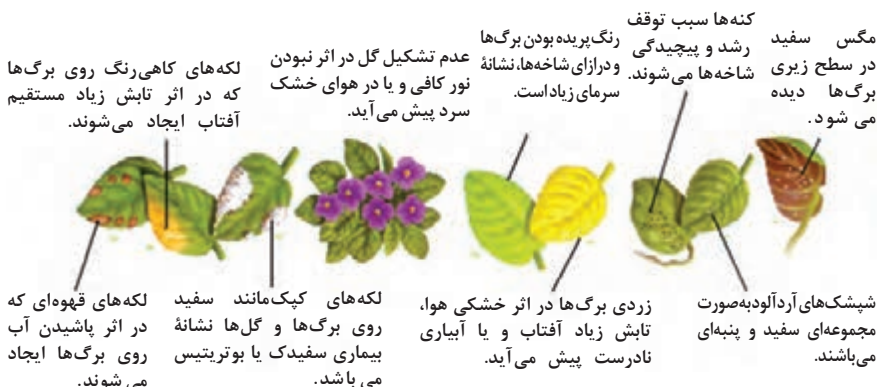 مگس سفید
در سطح زیری
برگ‌ها دیده
می شود.
کنه‌ها سبب توقف
رشد و پیچیدگی
شاخه‌ها می‌شوند.
رنگ‌پریده بودن برگ‌ها
و درازای شاخه‌ها، نشانهٔ
سرمای زیاد است.
عدم تشکیل گل در اثر نبودن
نور کافی و یا در هوای خشک
سرد پیش می‌آید.
لکه‌های کاهی‌رنگ روی برگ‌ها
که در اثر تابش زیاد مستقیم
آفتاب ایجاد می‌شوند.
شپشک‌های آردآلود به‌صورت
مجموعه‌ای سفید و پنبه‌ای
می‌باشند.
زردی برگ‌ها در اثر خشکی هوا،
تابش زیاد آفتاب و یا آبیاری
نادرست پیش می‌آید.
لکه‌های کپک‌مانند سفید
روی برگ‌ها و گل‌ها نشانهٔ
بیماری سفیدک یا بوتریتیس
می باشد.
لکه‌های قهوه‌ای که
در اثر پاشیدن آب
روی برگ‌ها ایجاد
می شوند.